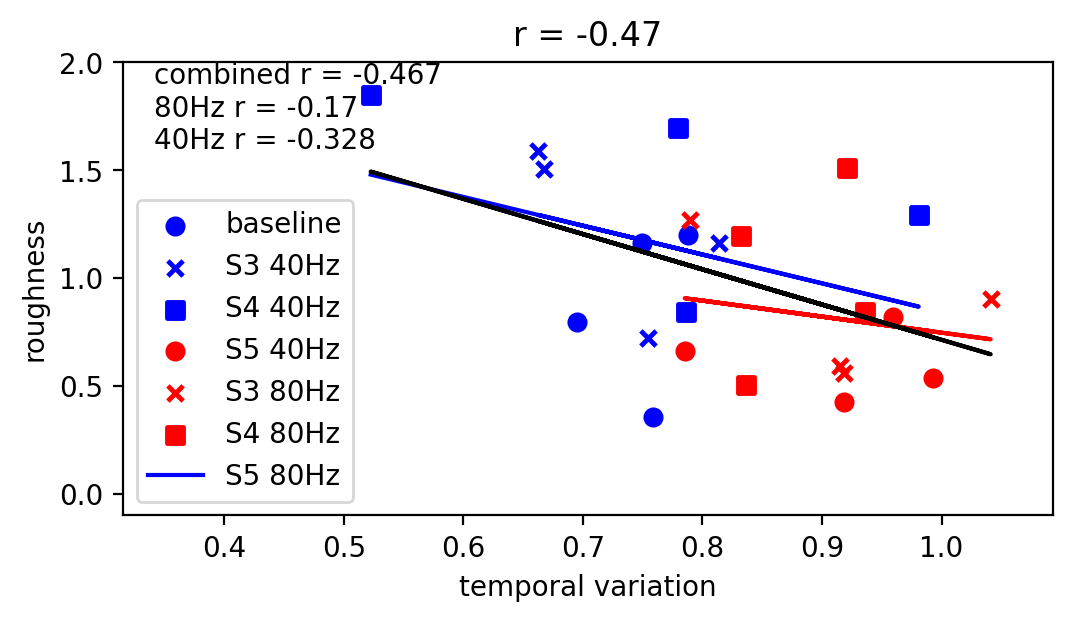 r = -0.47
combined r = -0.467
80Hz r = -0.17
40Hz r = -0.328
baseline
S3 40Hz
S4 40Hz
S5 40Hz
S3 80Hz
S4 80Hz
S5 80Hz
roughness
2.0
1.5
1.0
0.5
0.0
0.4 0.5 0.6 0.7 0.8 0.9 1.0
temporal variation